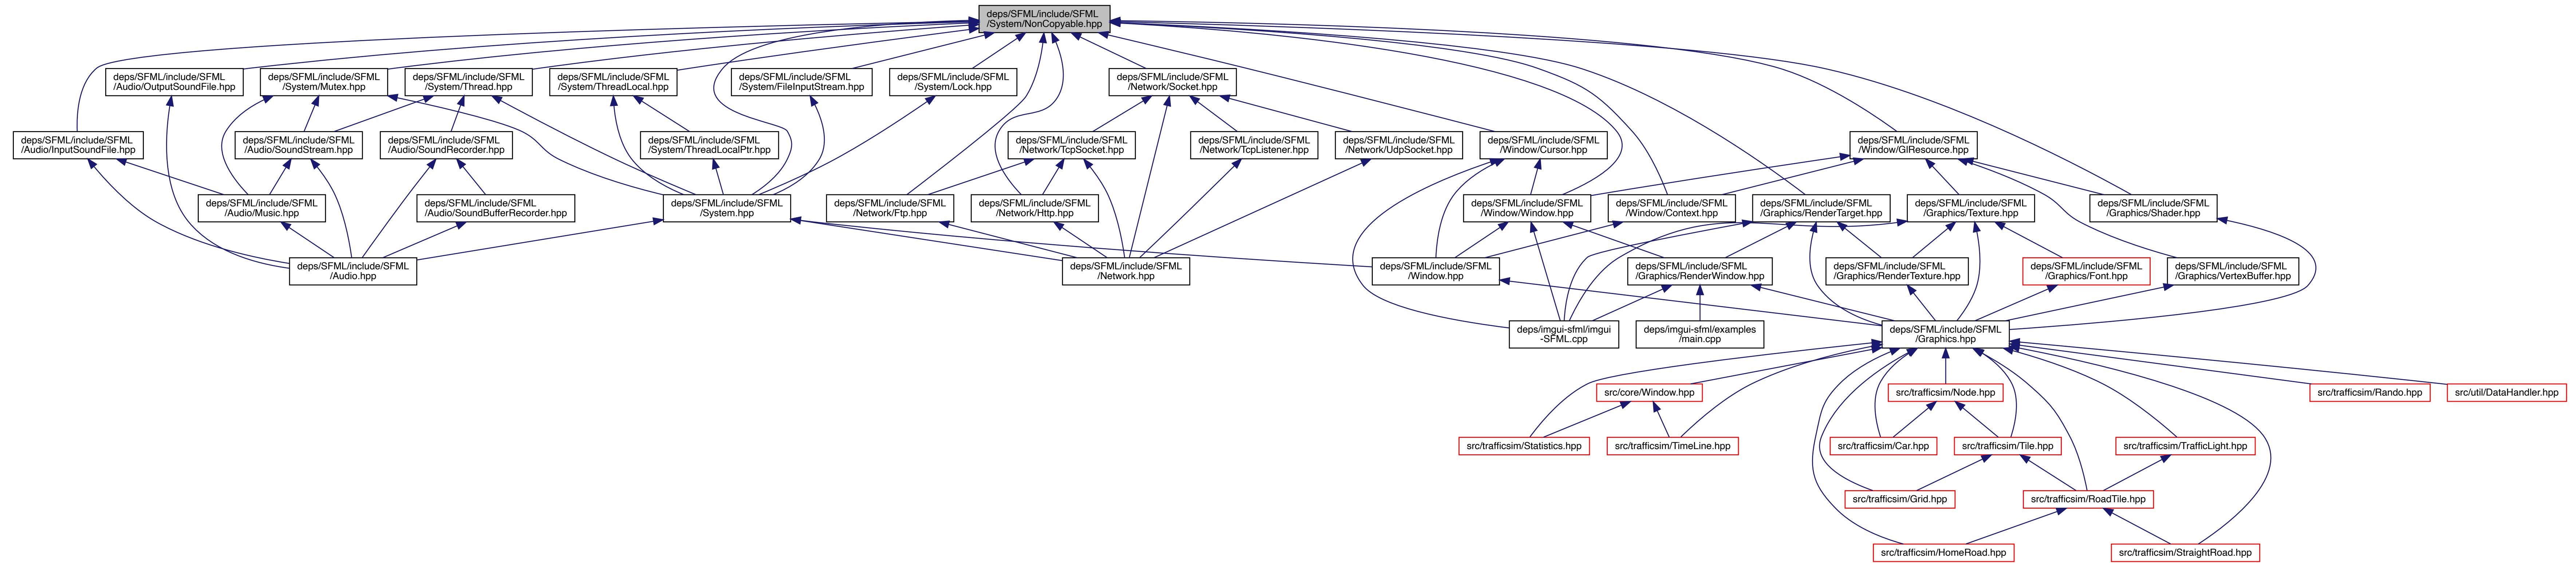 deps/SFML/include/SFML
/System/NonCopyable.hpp
deps/SFML/include/SFML
/Audio/OutputSoundFile.hpp
deps/SFML/include/SFML
/System/Mutex.hpp
deps/SFML/include/SFML
/System/Thread.hpp
deps/SFML/include/SFML
/System/ThreadLocal.hpp
deps/SFML/include/SFML
/System/FileInputStream.hpp
deps/SFML/include/SFML
/System/Lock.hpp
deps/SFML/include/SFML
/Network/Socket.hpp
deps/SFML/include/SFML
/Audio/InputSoundFile.hpp
deps/SFML/include/SFML
/Audio/SoundStream.hpp
deps/SFML/include/SFML
/Audio/SoundRecorder.hpp
deps/SFML/include/SFML
/System/ThreadLocalPtr.hpp
deps/SFML/include/SFML
/Network/TcpSocket.hpp
deps/SFML/include/SFML
/Network/TcpListener.hpp
deps/SFML/include/SFML
/Network/UdpSocket.hpp
deps/SFML/include/SFML
/Window/Cursor.hpp
deps/SFML/include/SFML
/Window/GlResource.hpp
deps/SFML/include/SFML
/Audio/Music.hpp
deps/SFML/include/SFML
/Audio/SoundBufferRecorder.hpp
deps/SFML/include/SFML
/System.hpp
deps/SFML/include/SFML
/Network/Ftp.hpp
deps/SFML/include/SFML
/Network/Http.hpp
deps/SFML/include/SFML
/Window/Window.hpp
deps/SFML/include/SFML
/Window/Context.hpp
deps/SFML/include/SFML
/Graphics/RenderTarget.hpp
deps/SFML/include/SFML
/Graphics/Texture.hpp
deps/SFML/include/SFML
/Graphics/Shader.hpp
deps/SFML/include/SFML
/Audio.hpp
deps/SFML/include/SFML
/Network.hpp
deps/SFML/include/SFML
/Window.hpp
deps/SFML/include/SFML
/Graphics/RenderWindow.hpp
deps/SFML/include/SFML
/Graphics/RenderTexture.hpp
deps/SFML/include/SFML
/Graphics/Font.hpp
deps/SFML/include/SFML
/Graphics/VertexBuffer.hpp
deps/imgui-sfml/imgui
-SFML.cpp
deps/imgui-sfml/examples
/main.cpp
deps/SFML/include/SFML
/Graphics.hpp
src/core/Window.hpp
src/trafficsim/Node.hpp
src/trafficsim/Rando.hpp
src/util/DataHandler.hpp
src/trafficsim/Statistics.hpp
src/trafficsim/TimeLine.hpp
src/trafficsim/Car.hpp
src/trafficsim/Tile.hpp
src/trafficsim/TrafficLight.hpp
src/trafficsim/Grid.hpp
src/trafficsim/RoadTile.hpp
src/trafficsim/HomeRoad.hpp
src/trafficsim/StraightRoad.hpp